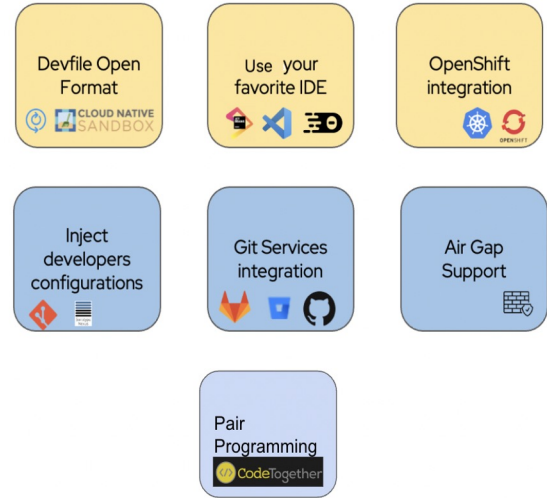 Devfile Open
Format
CLOUD NATIVE
SANDBOX
Use your
favorite IDE
OpenShift
integration
OPENSHIFT
Inject
developers
configurations
Git Services
integration
Air Gap
Support
Pair
Programming
CodeTogether